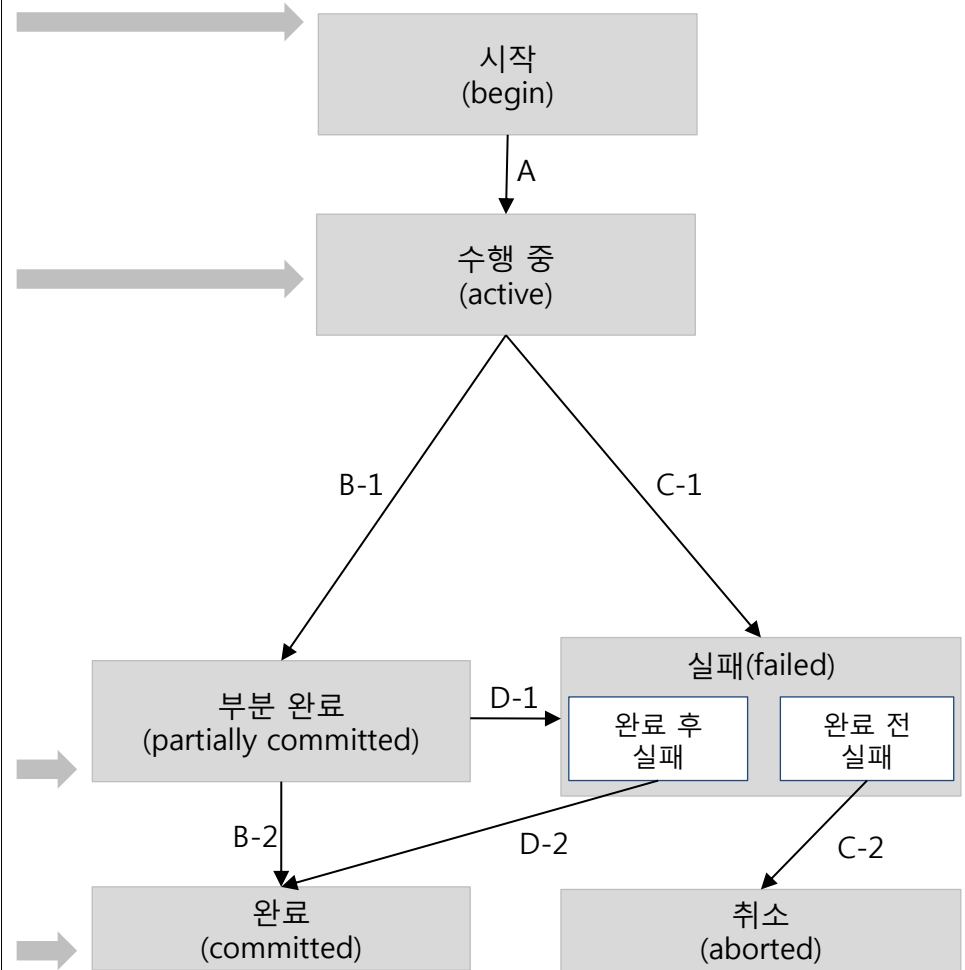 시작
(begin)
A
수행 중
(active)
B-1
C-1
부분 완료
(partially committed)
D-1
실패(failed)
완료 후
실패
완료 전
실패
B-2
D-2
C-2
완료
(committed)
취소
(aborted)